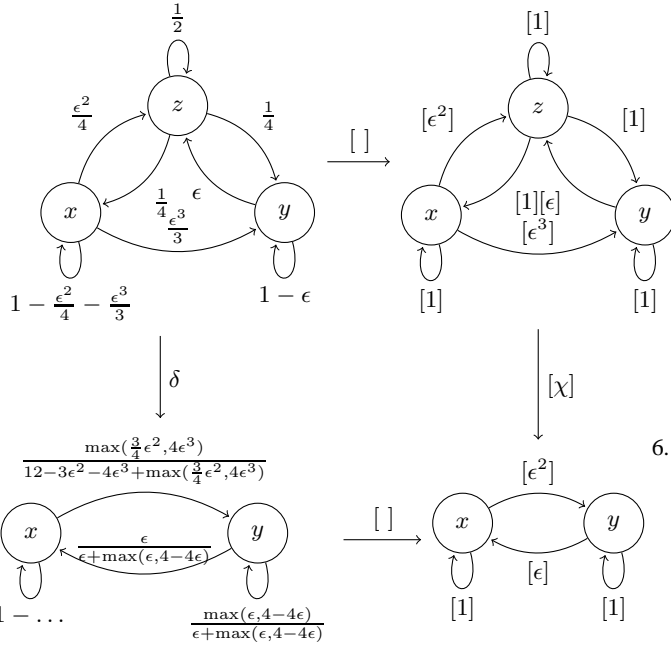 1/2 [1]
z z
ϵ²/4 1/4 [ϵ²] [1]
[ ]
1/4 ϵ [1][ϵ]
x y x y
ϵ³/3 [ϵ³]
1 − ϵ²/4 − ϵ³/3 1 − ϵ [1] [1]
δ [χ]
max(3/4 ϵ², 4ϵ³) / 12−3ϵ²−4ϵ³+max(3/4 ϵ², 4ϵ³) 6.
[ϵ²]
x y [ ] x y
ϵ / ϵ+max(ϵ,4−4ϵ) [ϵ]
− … max(ϵ,4−4ϵ) / ϵ+max(ϵ,4−4ϵ) [1] [1]